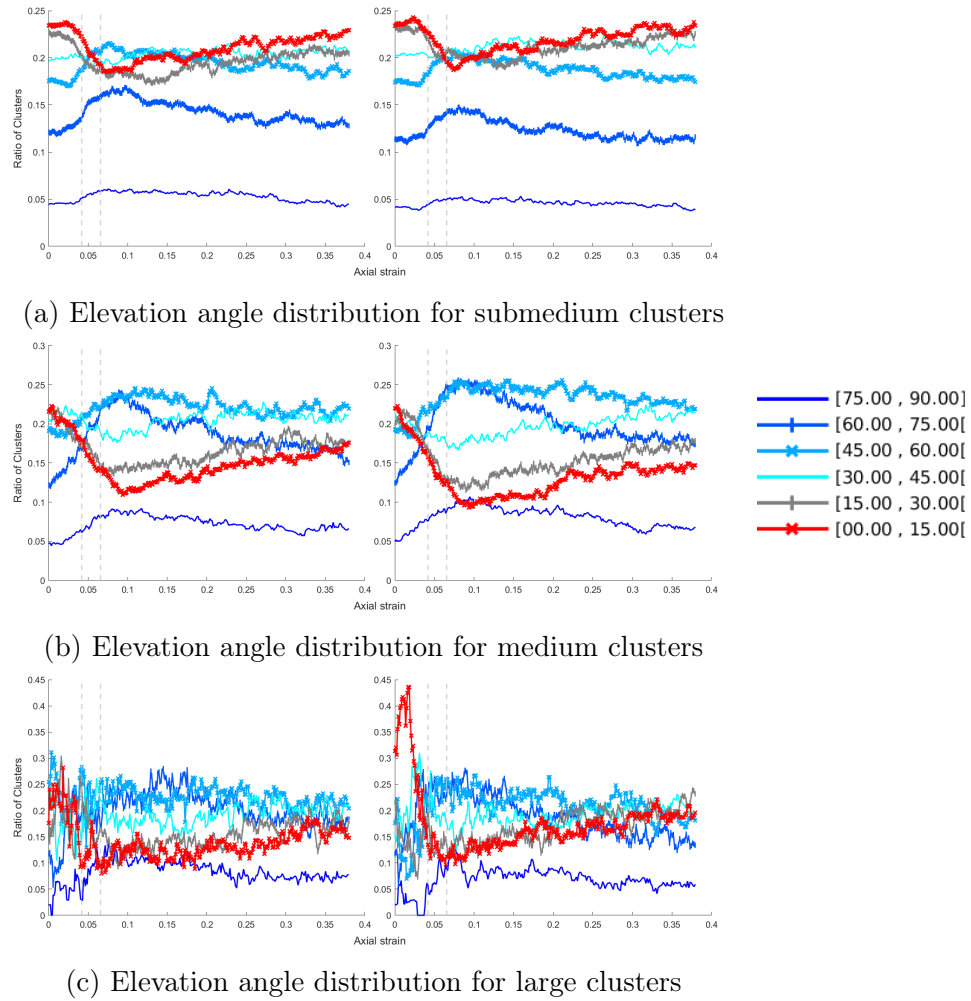 0.25
0.2
0.15
0.1
0.05
0
Ratio of Clusters
0 0.05 0.1 0.15 0.2 0.25 0.3 0.35 0.4
0.25
0.2
0.15
0.1
0.05
0
0 0.05 0.1 0.15 0.2 0.25 0.3 0.35 0.4
Axial strain
(a) Elevation angle distribution for submedium clusters
0.3
0.25
0.2
0.15
0.1
0.05
0
Ratio of Clusters
0 0.05 0.1 0.15 0.2 0.25 0.3 0.35 0.4
0.3
0.25
0.2
0.15
0.1
0.05
0
0 0.05 0.1 0.15 0.2 0.25 0.3 0.35 0.4
Axial strain
[75.00 , 90.00]
[60.00 , 75.00[
[45.00 , 60.00[
[30.00 , 45.00[
[15.00 , 30.00[
[00.00 , 15.00[
(b) Elevation angle distribution for medium clusters
0.45
0.4
0.35
0.3
0.25
0.2
0.15
0.1
0.05
0
Ratio of Clusters
0 0.05 0.1 0.15 0.2 0.25 0.3 0.35 0.4
0.45
0.4
0.35
0.3
0.25
0.2
0.15
0.1
0.05
0
0 0.05 0.1 0.15 0.2 0.25 0.3 0.35 0.4
Axial strain
(c) Elevation angle distribution for large clusters